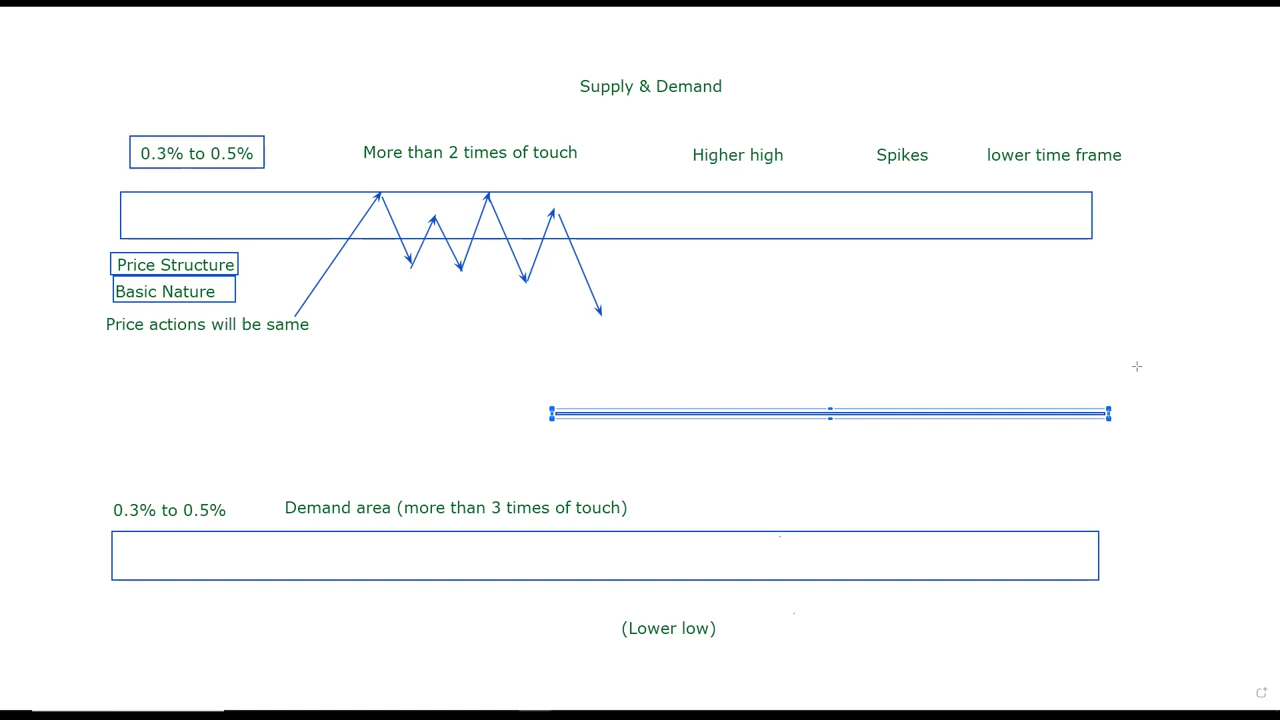 Supply & Demand
0.3% to 0.5%
More than 2 times of touch
Higher high
Spikes
lower time frame
Price Structure
Basic Nature
Price actions will be same
0.3% to 0.5%
Demand area (more than 3 times of touch)
(Lower low)